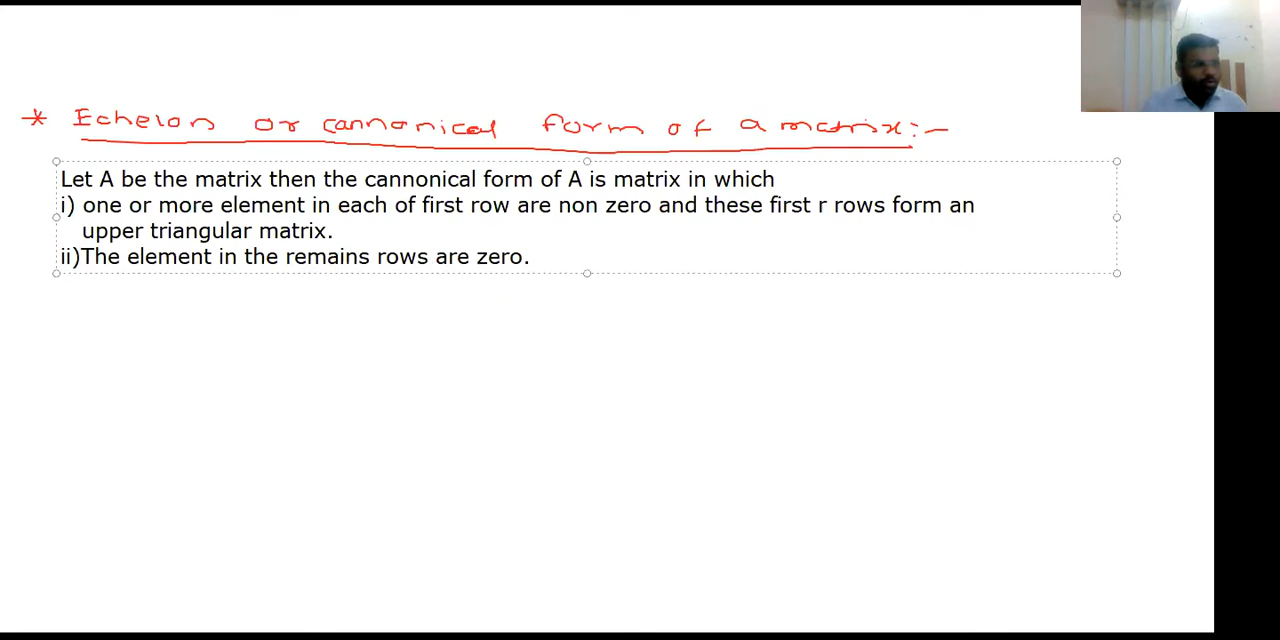 * Echelon or cannonical form of a matrix:-
Let A be the matrix then the cannonical form of A is matrix in which
i) one or more element in each of first row are non zero and these first r rows form an
upper triangular matrix.
ii)The element in the remains rows are zero.